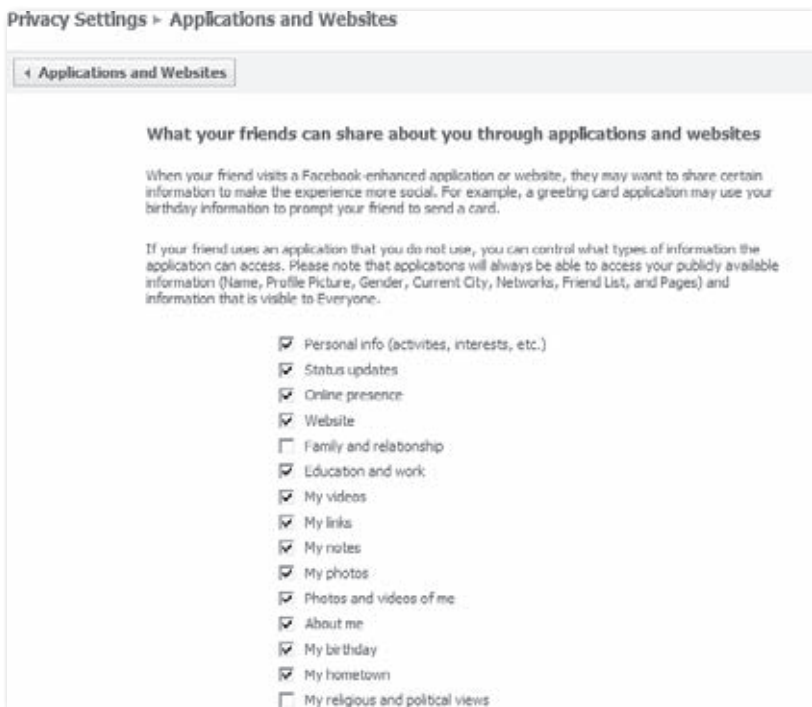 Privacy Settings ▸ Applications and Websites
◂ Applications and Websites
What your friends can share about you through applications and websites
When your friend visits a Facebook-enhanced application or website, they may want to share certain
information to make the experience more social. For example, a greeting card application may use your
birthday information to prompt your friend to send a card.
If your friend uses an application that you do not use, you can control what types of information the
application can access. Please note that applications will always be able to access your publicly available
information (Name, Profile Picture, Gender, Current City, Networks, Friend List, and Pages) and
information that is visible to Everyone.
Personal info (activities, interests, etc.)
Status updates
Online presence
Website
Family and relationship
Education and work
My videos
My links
My notes
My photos
Photos and videos of me
About me
My birthday
My hometown
My religious and political views